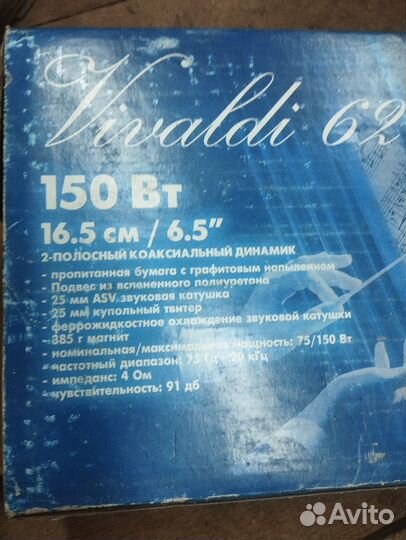 Vivaldi 62
150 Вт
16.5 см / 6.5"
2-ПОЛОСНЫЙ КОАКСИАЛЬНЫЙ ДИНАМИК
- пропитанная бумага с графитовым напылением
- Подвес из вспененного полиуретана
- 25 мм ASV звуковая катушка
- 25 мм купольный твитер
- феррожидкостное охлаждение звуковой катушки
- 385 г магнит
- номинальная/максимальная мощность: 75/150 Вт
- частотный диапазон: 75 Гц - 20 кГц
- импеданс: 4 Ом
- чувствительность: 91 дб
Avito